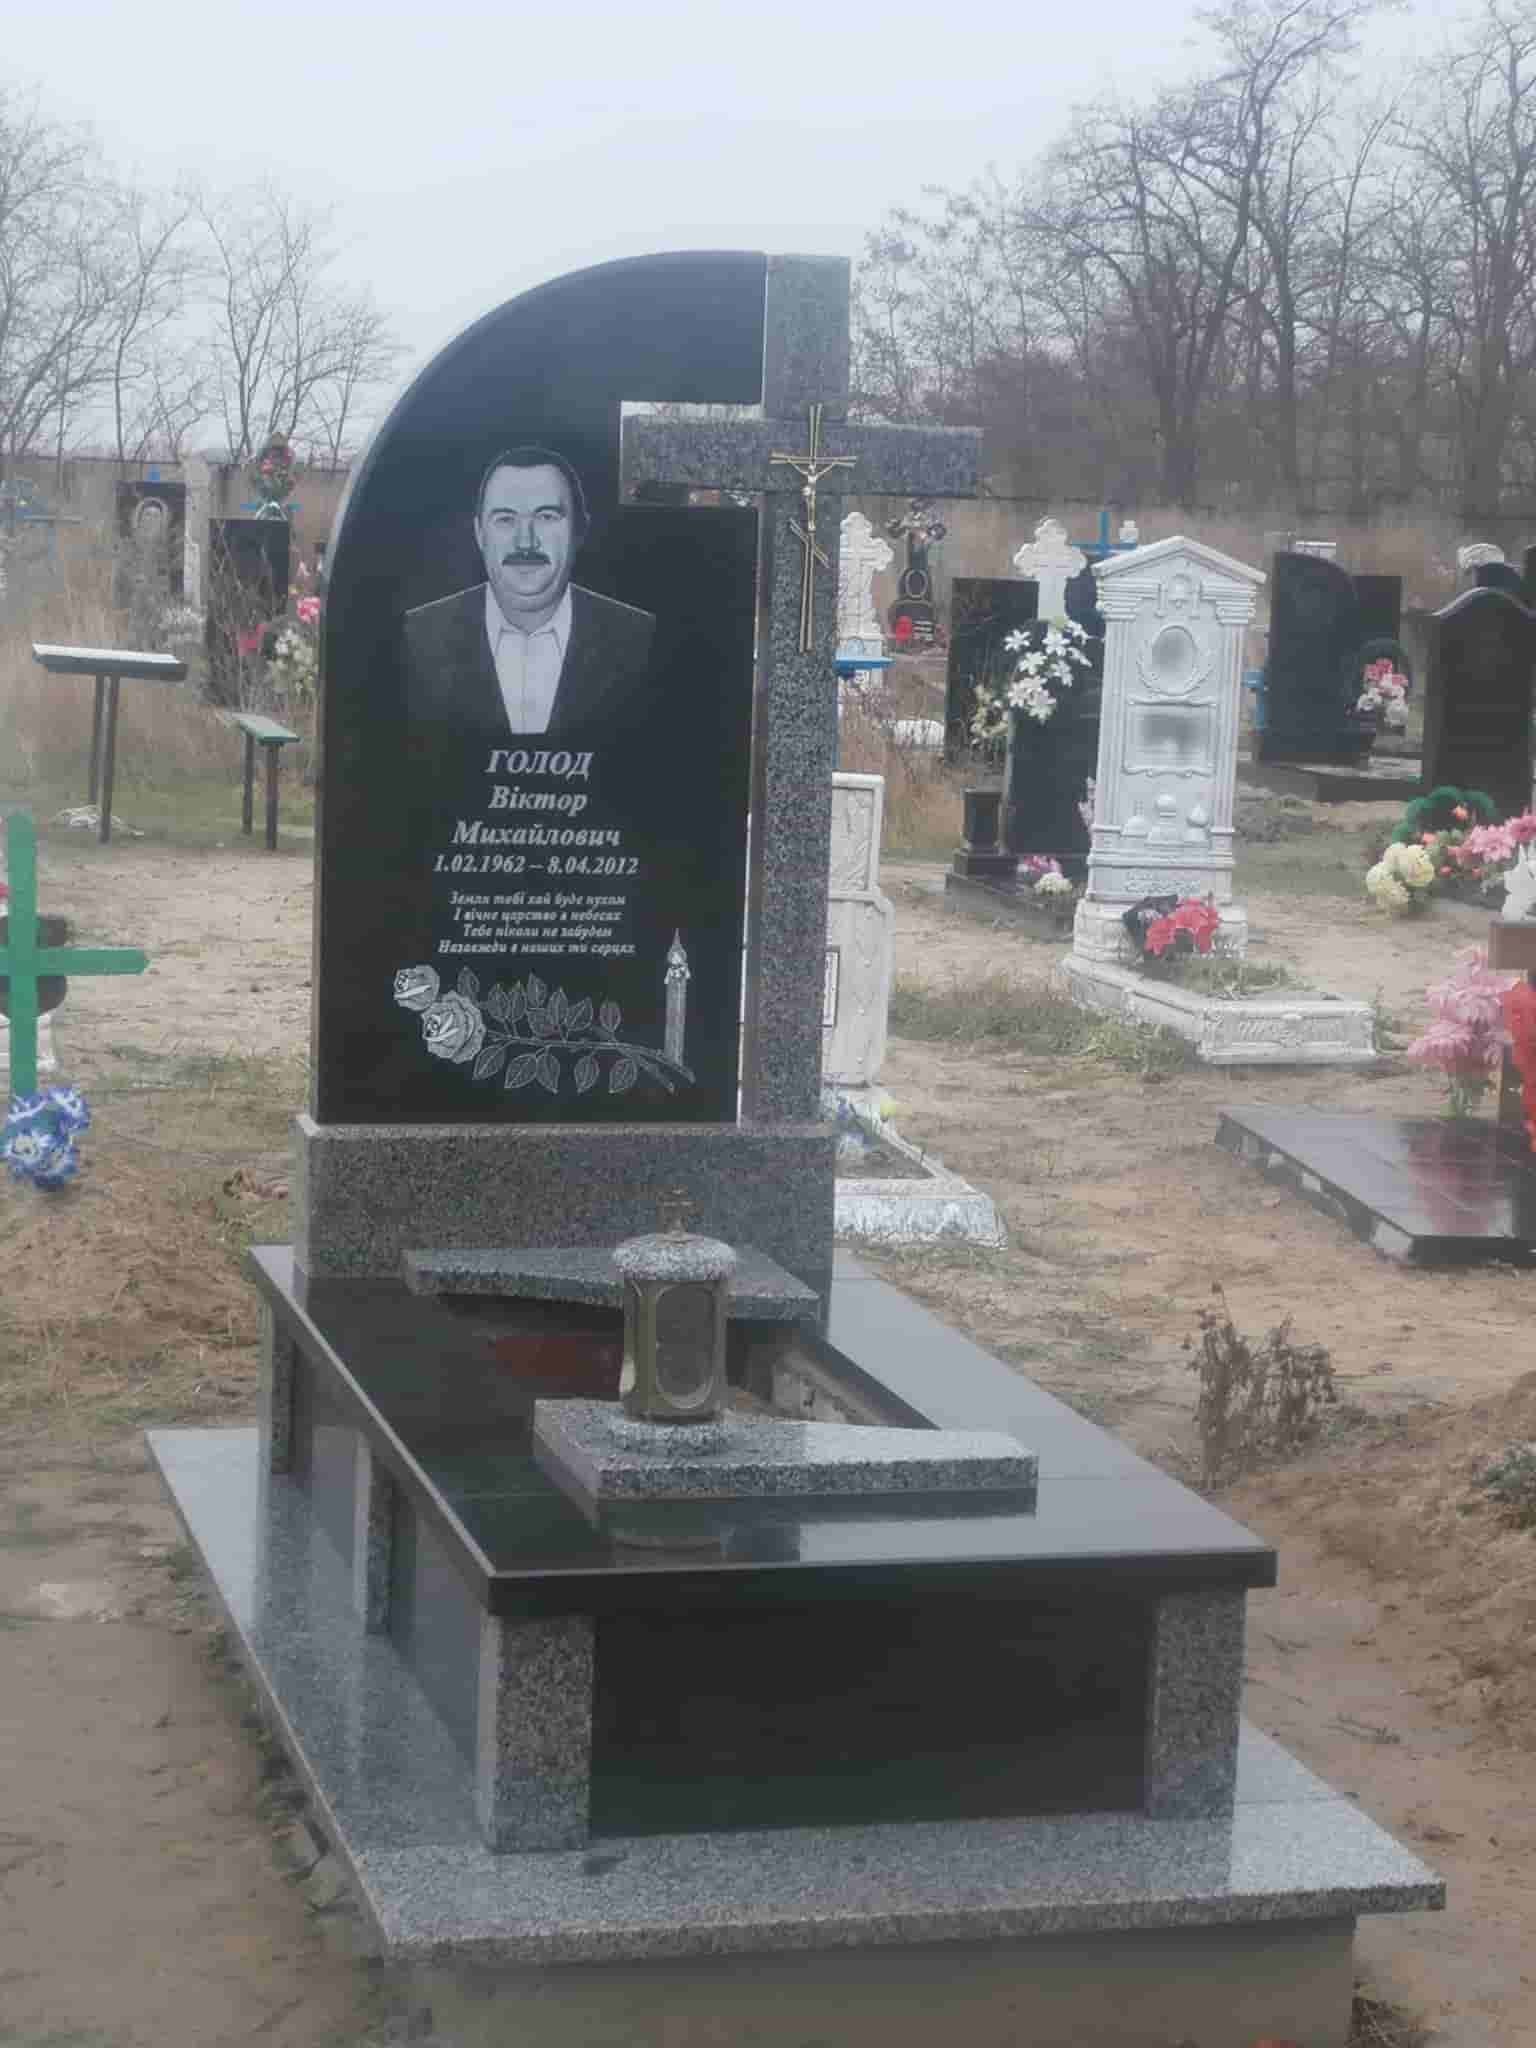 ГОЛОД
Віктор
Михайлович
1.02.1962 – 8.04.2012
Земля тобі хай буде пухом
І вічне царство в небесах
Тебе ніколи не забудем
Назавжди в наших ти серцях